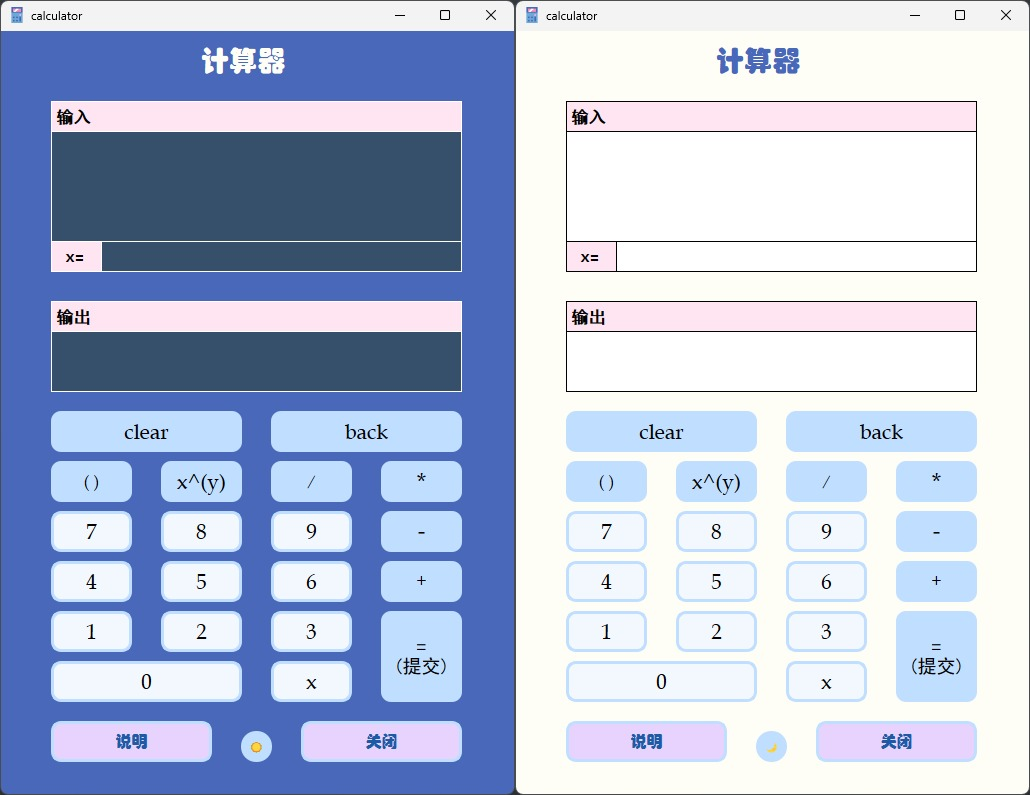 calculator
计算器
输入
x=
输出
clear back
( ) x^(y) / *
7 8 9 -
4 5 6 +
1 2 3 =
(提交)
0 x
说明 关闭
calculator
计算器
输入
x=
输出
clear back
( ) x^(y) / *
7 8 9 -
4 5 6 +
1 2 3 =
(提交)
0 x
说明 关闭